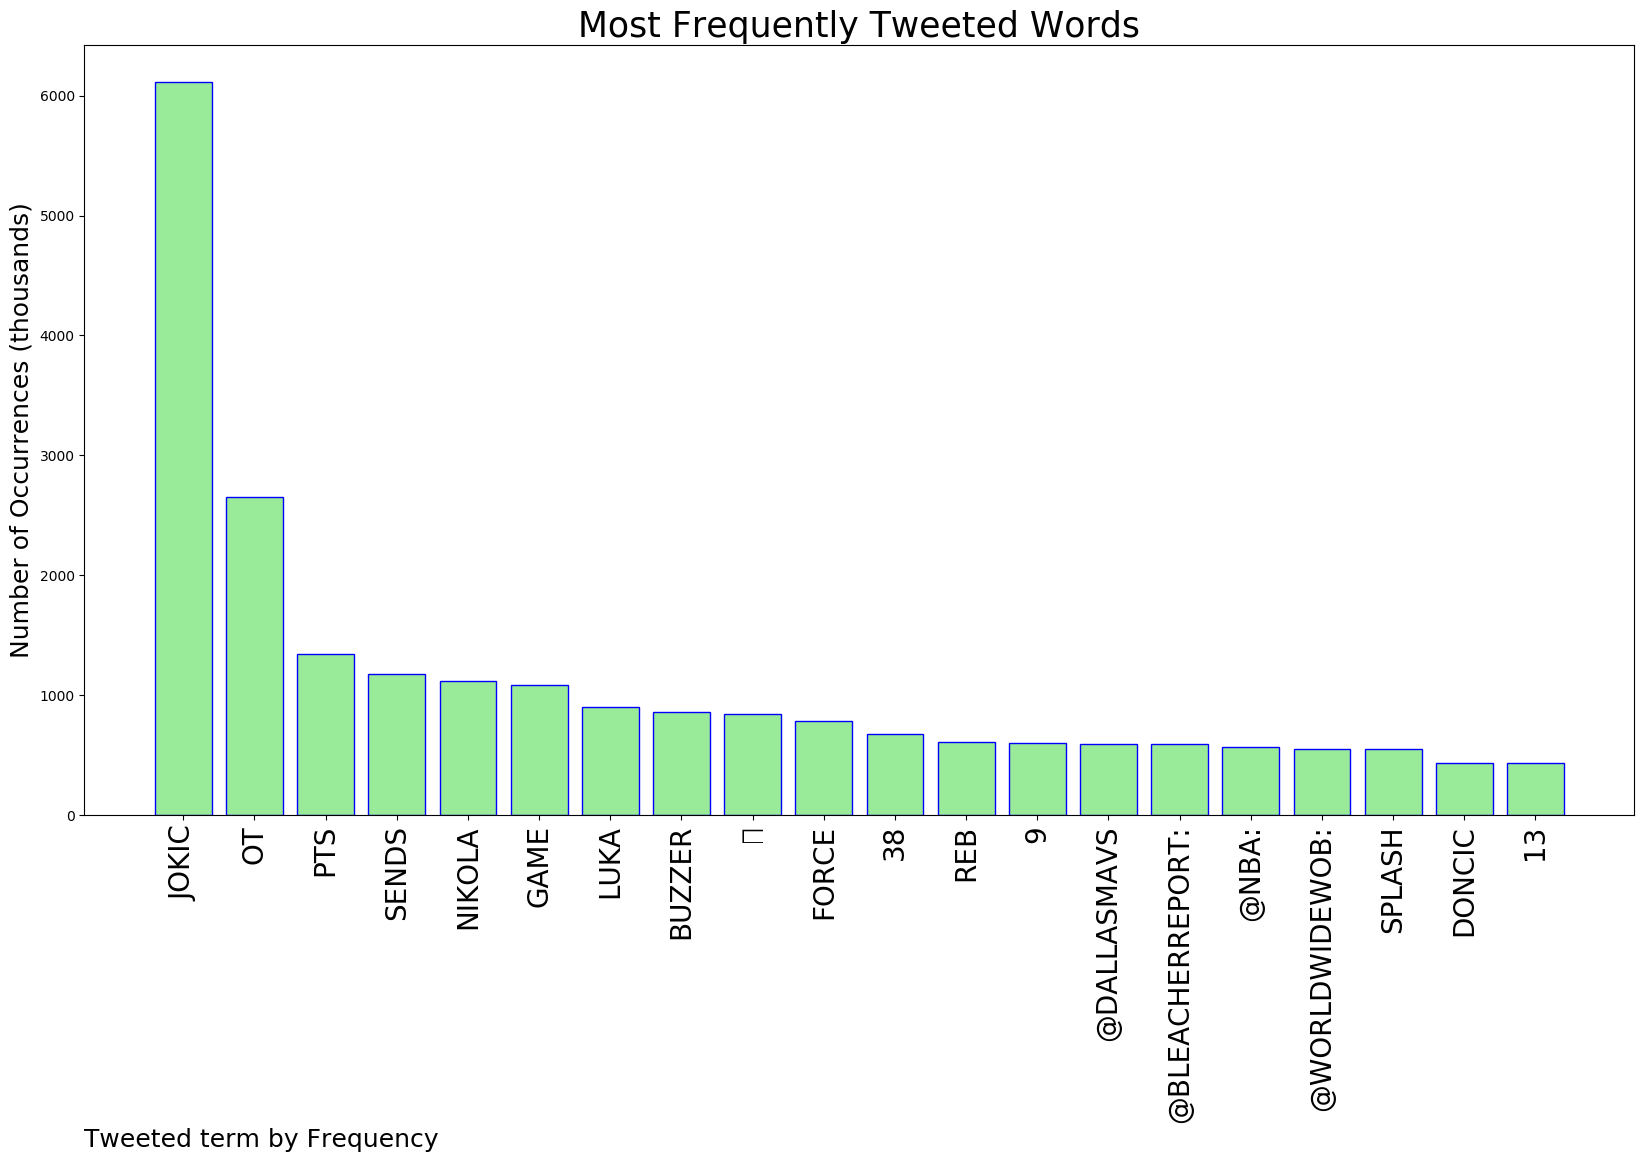 Most Frequently Tweeted Words
Number of Occurrences (thousands)
6000
5000
4000
3000
2000
1000
0
JOKIC
OT
PTS
SENDS
NIKOLA
GAME
LUKA
BUZZER
FORCE
38
REB
9
@DALLASMAVS
@BLEACHERREPORT:
@NBA:
@WORLDWIDEWOB:
SPLASH
DONCIC
13
Tweeted term by Frequency